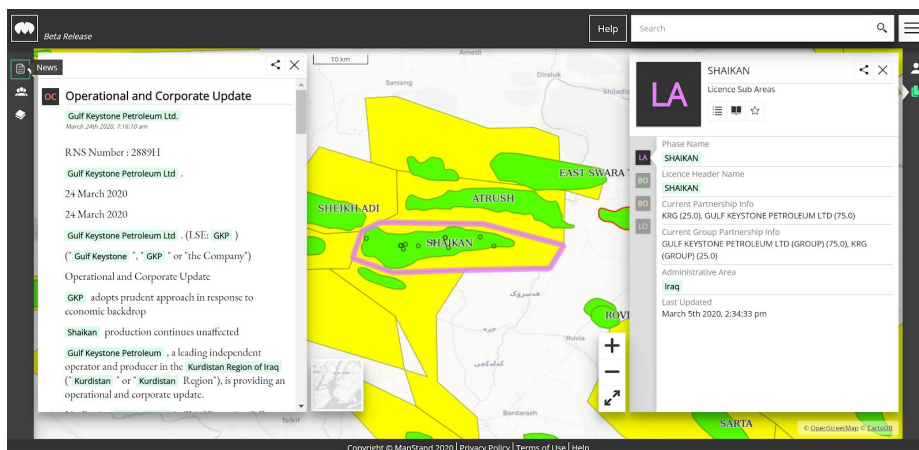 Beta Release
Help
Search
News
OC Operational and Corporate Update
Gulf Keystone Petroleum Ltd.
March 24th 2020, 7:16:10 am
RNS Number : 2889H
Gulf Keystone Petroleum Ltd .
24 March 2020
24 March 2020
Gulf Keystone Petroleum Ltd . (LSE: GKP )
(" Gulf Keystone ", " GKP " or "the Company")
Operational and Corporate Update
GKP adopts prudent approach in response to
economic backdrop
Shaikan production continues unaffected
Gulf Keystone Petroleum , a leading independent
operator and producer in the Kurdistan Region of Iraq
(" Kurdistan " or " Kurdistan Region"), is providing an
operational and corporate update.
10 km
Amedi
Sarsang
Diraluk
Shiladiz
EAST SWARA
ATRUSH
SHEIKH ADI
SHAIKAN
قەسرۆک
جره
ROVI
Ruvia
کەلەکچی
Bardarash
Talkif
SARTA
© OpenStreetMap © CartoDB
LA
SHAIKAN
Licence Sub Areas
LA
BO
BO
LO
Phase Name
SHAIKAN
Licence Header Name
SHAIKAN
Current Partnership Info
KRG (25.0), GULF KEYSTONE PETROLEUM LTD (75.0)
Current Group Partnership Info
GULF KEYSTONE PETROLEUM LTD (GROUP) (75.0), KRG
(GROUP) (25.0)
Administrative Area
Iraq
Last Updated
March 5th 2020, 2:34:33 pm
Copyright © MapStand 2020 | Privacy Policy | Terms of Use | Help